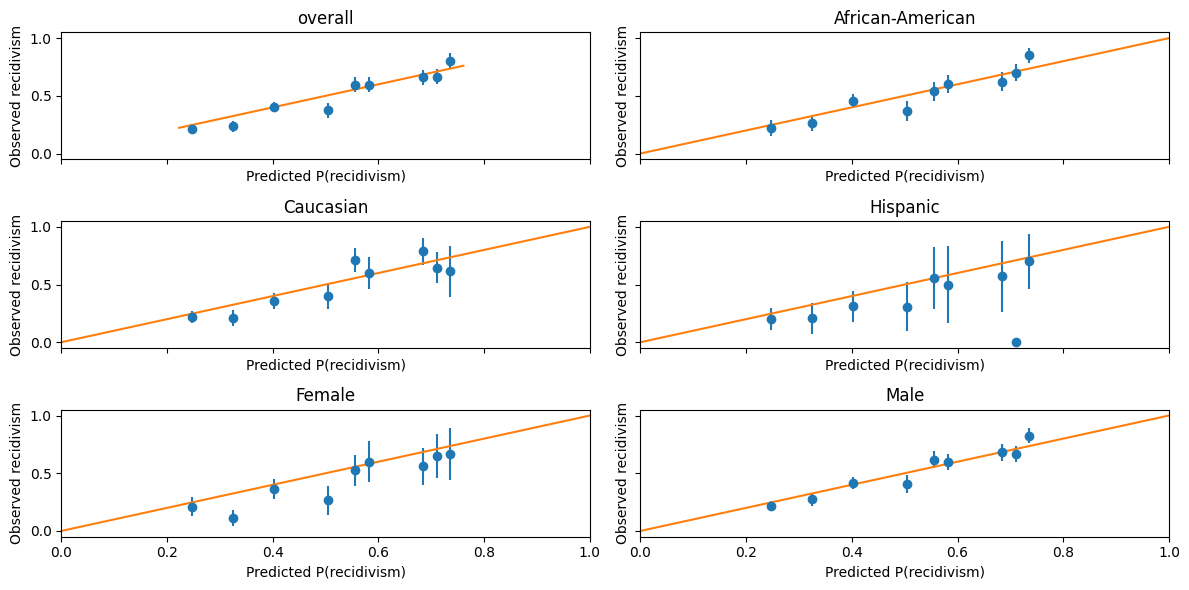 overall
Observed recidivism
1.0
0.5
0.0
Predicted P(recidivism)
African-American
Observed recidivism
Predicted P(recidivism)
Caucasian
Observed recidivism
1.0
0.5
0.0
Predicted P(recidivism)
Hispanic
Observed recidivism
Predicted P(recidivism)
Female
Observed recidivism
1.0
0.5
0.0
0.0 0.2 0.4 0.6 0.8 1.0
Predicted P(recidivism)
Male
Observed recidivism
0.0 0.2 0.4 0.6 0.8 1.0
Predicted P(recidivism)